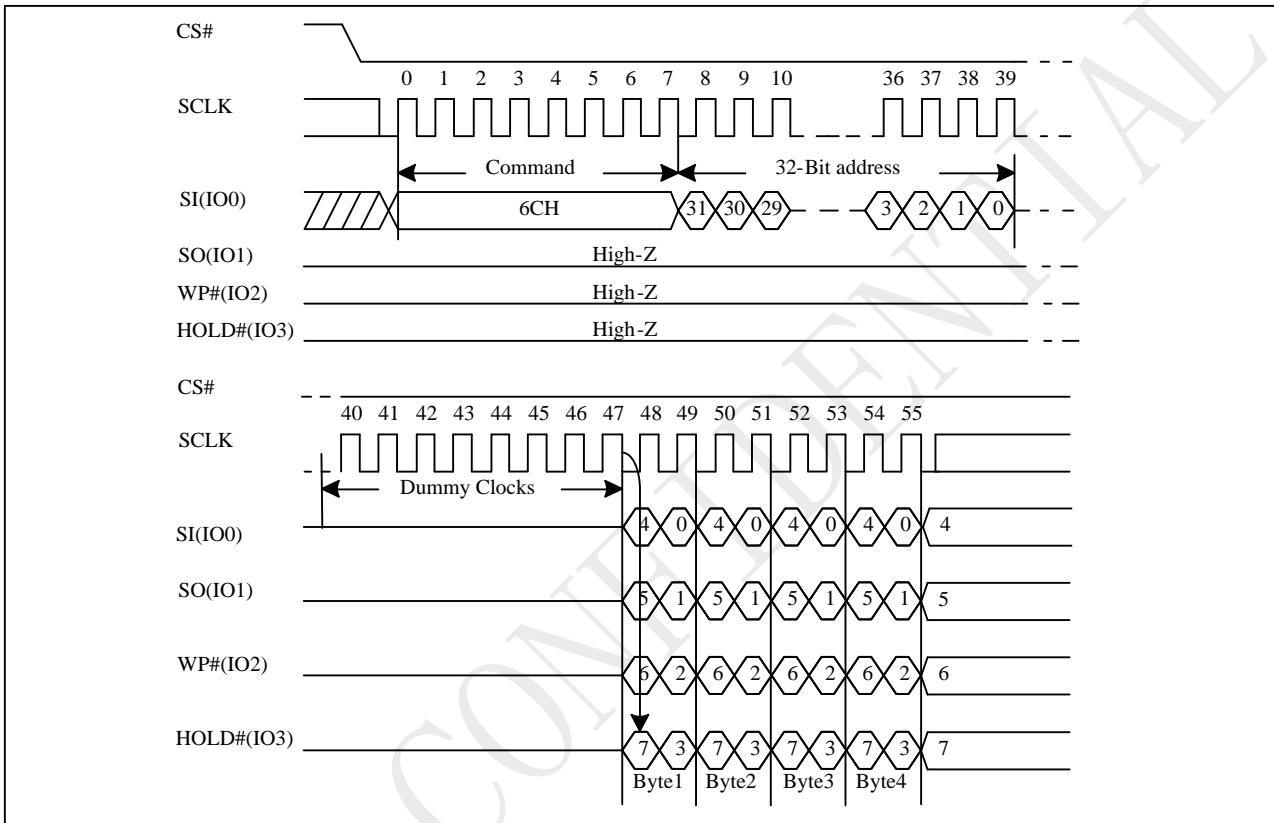 CS#
0 1 2 3 4 5 6 7 8 9 10 36 37 38 39
SCLK
Command 32-Bit address
SI(IO0) 6CH 31 30 29 3 2 1 0
SO(IO1) High-Z
WP#(IO2) High-Z
HOLD#(IO3) High-Z
CS#
40 41 42 43 44 45 46 47 48 49 50 51 52 53 54 55
SCLK
Dummy Clocks
SI(IO0) 4 0 4 0 4 0 4 0 4
SO(IO1) 5 1 5 1 5 1 5 1 5
WP#(IO2) 6 2 6 2 6 2 6 2 6
HOLD#(IO3) 7 3 7 3 7 3 7 3 7
Byte1 Byte2 Byte3 Byte4
CONFIDENTIAL